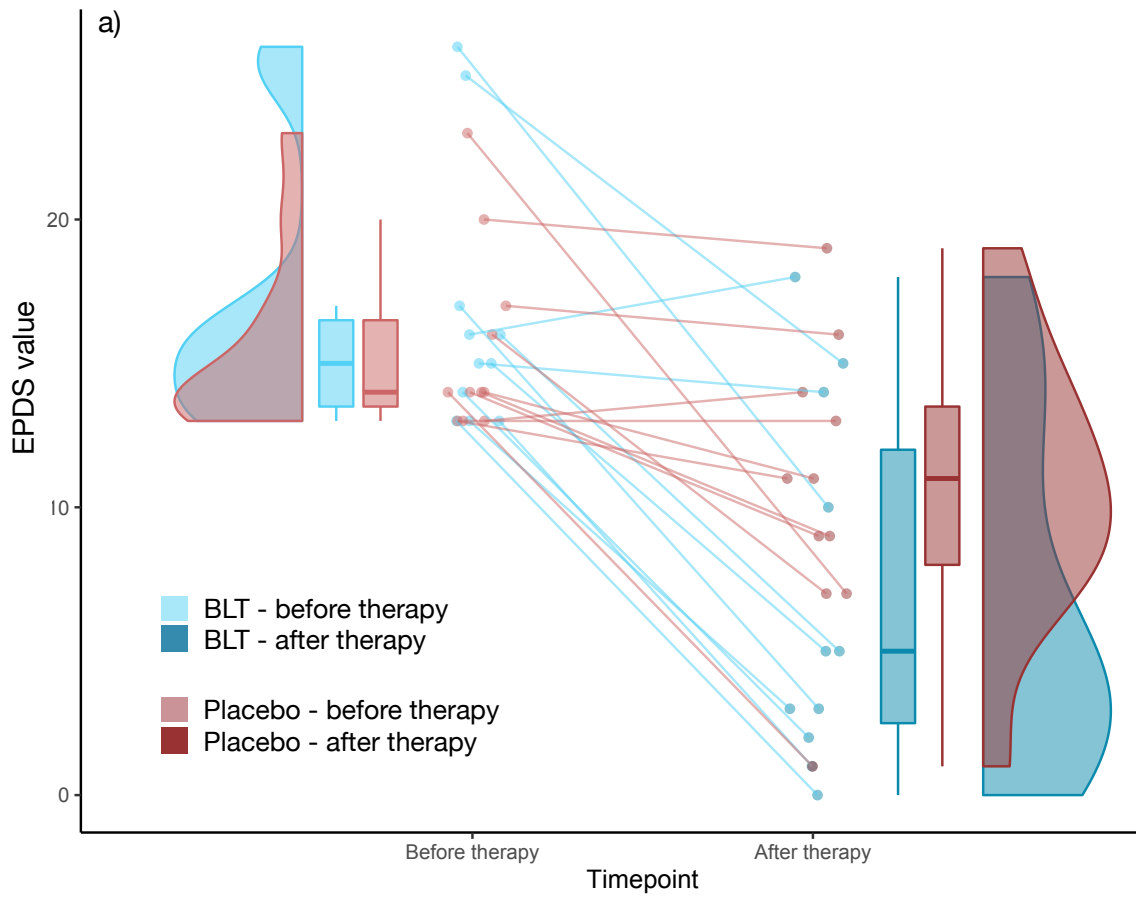 a)
EPDS value
20
10
0
BLT - before therapy
BLT - after therapy
Placebo - before therapy
Placebo - after therapy
Before therapy
After therapy
Timepoint